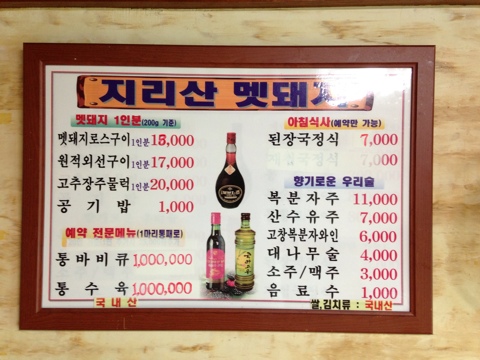 지리산 멧돼지
멧돼지 1인분(200g 기준)
멧돼지로스구이1인분15,000
원적외선구이1인분17,000
고추장주물럭1인분20,000
공기밥 1,000
예약 전문메뉴(1마리통째로)
통바비큐 1,000,000
통수육 1,000,000
국내산
아침식사(예약만 가능)
된장국정식 7,000
7,000
향기로운 우리술
복분자주 11,000
산수유주 7,000
고창복분자와인 6,000
대나무술 4,000
소주/맥주 3,000
음료수 1,000
쌀,김치류 : 국내산